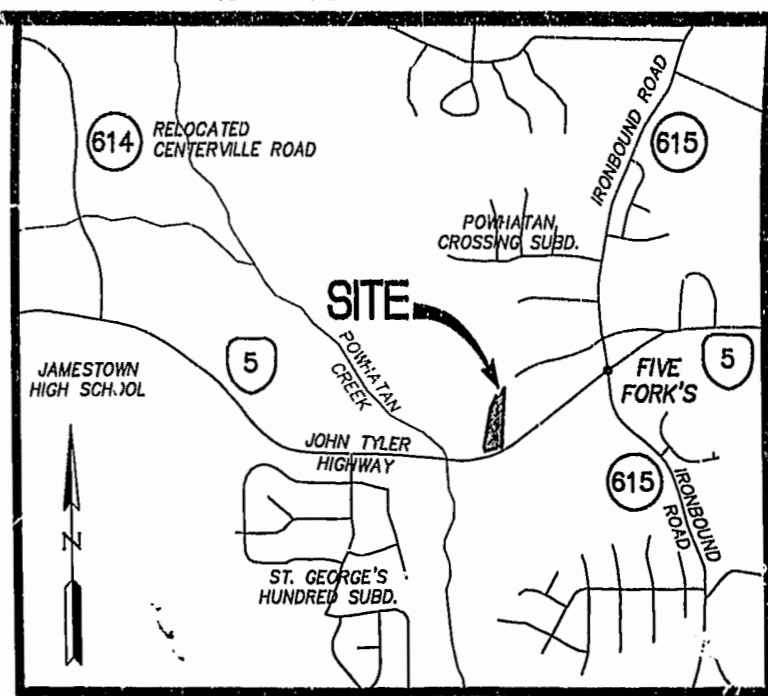 614
RELOCATED
CENTERVILLE ROAD
IRONBOUND ROAD
615
POWHATAN
CROSSING SUBD.
SITE
POWHATAN
CREEK
5
JAMESTOWN
HIGH SCHOOL
FIVE
FORK'S
5
JOHN TYLER
HIGHWAY
615
IRONBOUND
ROAD
N
ST. GEORGE'S
HUNDRED SUBD.